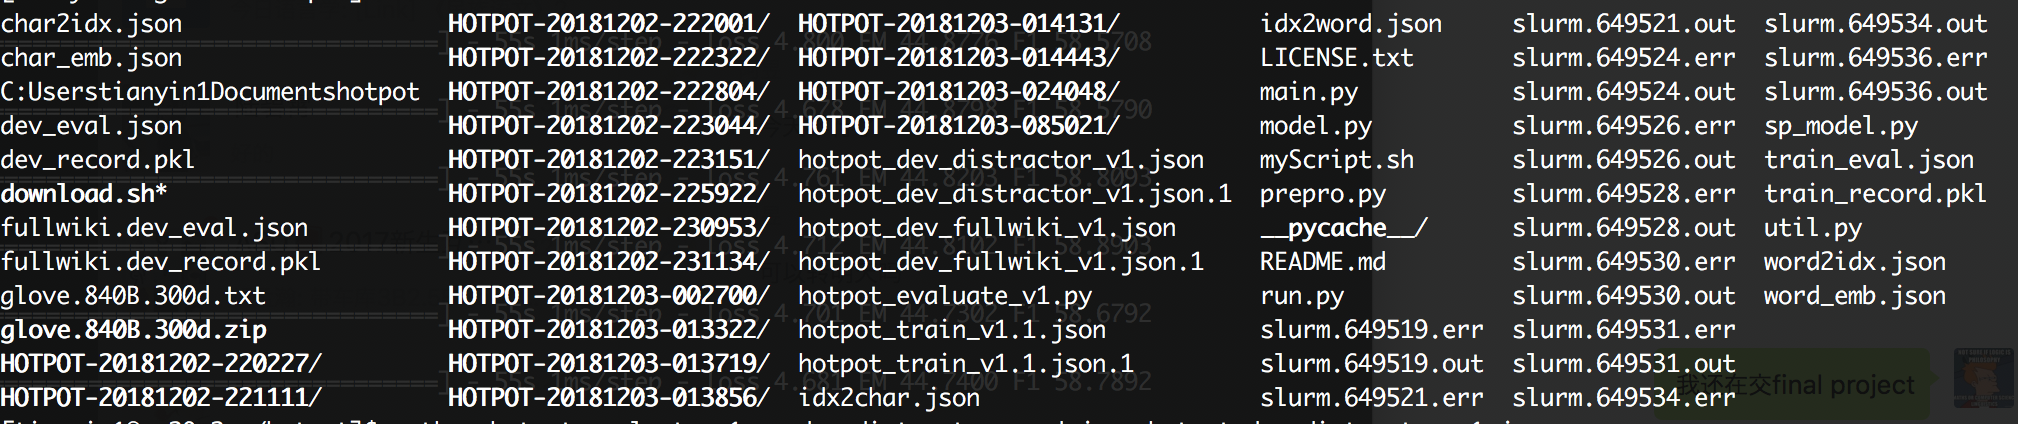 char2idx.json HOTPOT-20181202-222001/ HOTPOT-20181203-014131/ idx2word.json slurm.649521.out slurm.649534.out
char_emb.json HOTPOT-20181202-222322/ HOTPOT-20181203-014443/ LICENSE.txt slurm.649524.err slurm.649536.err
C:Userstianyin1Documentshotpot HOTPOT-20181202-222804/ HOTPOT-20181203-024048/ main.py slurm.649524.out slurm.649536.out
dev_eval.json HOTPOT-20181202-223044/ HOTPOT-20181203-085021/ model.py slurm.649526.err sp_model.py
dev_record.pkl HOTPOT-20181202-223151/ hotpot_dev_distractor_v1.json myScript.sh slurm.649526.out train_eval.json
download.sh* HOTPOT-20181202-225922/ hotpot_dev_distractor_v1.json.1 prepro.py slurm.649528.err train_record.pkl
fullwiki.dev_eval.json HOTPOT-20181202-230953/ hotpot_dev_fullwiki_v1.json __pycache__/ slurm.649528.out util.py
fullwiki.dev_record.pkl HOTPOT-20181202-231134/ hotpot_dev_fullwiki_v1.json.1 README.md slurm.649530.err word2idx.json
glove.840B.300d.txt HOTPOT-20181203-002700/ hotpot_evaluate_v1.py run.py slurm.649530.out word_emb.json
glove.840B.300d.zip HOTPOT-20181203-013322/ hotpot_train_v1.1.json slurm.649519.err slurm.649531.err
HOTPOT-20181202-220227/ HOTPOT-20181203-013719/ hotpot_train_v1.1.json.1 slurm.649519.out slurm.649531.out
HOTPOT-20181202-221111/ HOTPOT-20181203-013856/ idx2char.json slurm.649521.err slurm.649534.err
我还在交final project